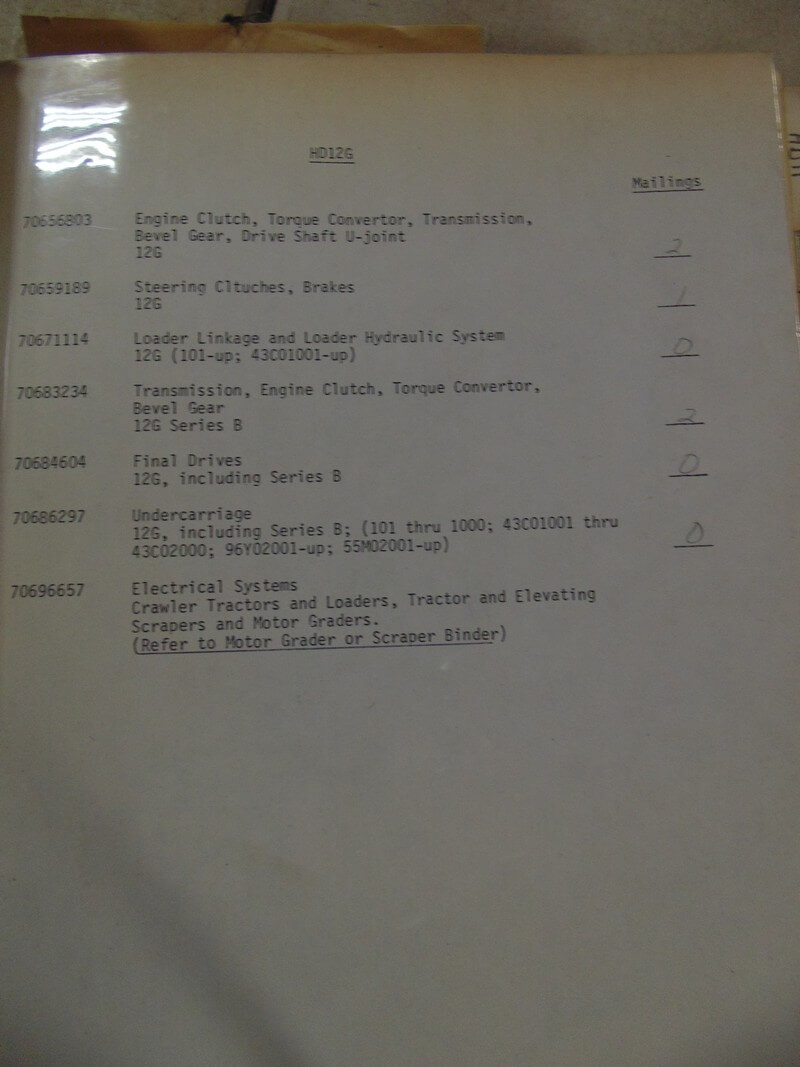 HD12G
Mailings
70656803 Engine Clutch, Torque Convertor, Transmission,
Bevel Gear, Drive Shaft U-joint
12G 2
70659189 Steering Cltuches, Brakes
12G 1
70671114 Loader Linkage and Loader Hydraulic System
12G (101-up; 43C01001-up) 0
70683234 Transmission, Engine Clutch, Torque Convertor,
Bevel Gear
12G Series B 2
70684604 Final Drives 0
12G, including Series B
70686297 Undercarriage
12G, including Series B; (101 thru 1000; 43C01001 thru
43C02000; 96Y02001-up; 55M02001-up) 0
70696657 Electrical Systems
Crawler Tractors and Loaders, Tractor and Elevating
Scrapers and Motor Graders.
(Refer to Motor Grader or Scraper Binder)